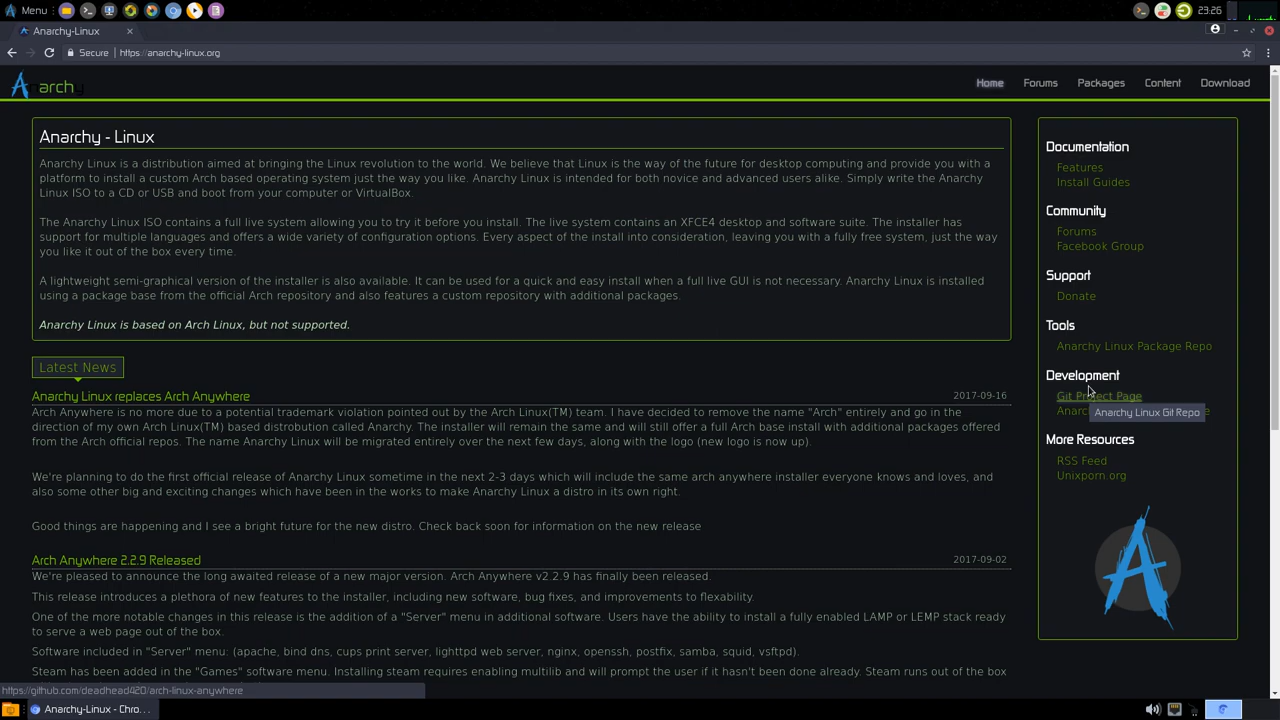 Menu
23:26
Anarchy-Linux
Secure | https://anarchy-linux.org
arch
Home Forums Packages Content Download
Anarchy - Linux
Anarchy Linux is a distribution aimed at bringing the Linux revolution to the world. We believe that Linux is the way of the future for desktop computing and provide you with a
platform to install a custom Arch based operating system just the way you like. Anarchy Linux is intended for both novice and advanced users alike. Simply write the Anarchy
Linux ISO to a CD or USB and boot from your computer or VirtualBox.
The Anarchy Linux ISO contains a full live system allowing you to try it before you install. The live system contains an XFCE4 desktop and software suite. The installer has
support for multiple languages and offers a wide variety of configuration options. Every aspect of the install into consideration, leaving you with a fully free system, just the way
you like it out of the box every time.
A lightweight semi-graphical version of the installer is also available. It can be used for a quick and easy install when a full live GUI is not necessary. Anarchy Linux is installed
using a package base from the official Arch repository and also features a custom repository with additional packages.
Anarchy Linux is based on Arch Linux, but not supported.
Latest News
Anarchy Linux replaces Arch Anywhere 2017-09-16
Arch Anywhere is no more due to a potential trademark violation pointed out by the Arch Linux(TM) team. I have decided to remove the name "Arch" entirely and go in the
direction of my own Arch Linux(TM) based distrobution called Anarchy. The installer will remain the same and will still offer a full Arch base install with additional packages offered
from the Arch official repos. The name Anarchy Linux will be migrated entirely over the next few days, along with the logo (new logo is now up).
We're planning to do the first official release of Anarchy Linux sometime in the next 2-3 days which will include the same arch anywhere installer everyone knows and loves, and
also some other big and exciting changes which have been in the works to make Anarchy Linux a distro in its own right.
Good things are happening and I see a bright future for the new distro. Check back soon for information on the new release
Arch Anywhere 2.2.9 Released 2017-09-02
We're pleased to announce the long awaited release of a new major version. Arch Anywhere v2.2.9 has finally been released.
This release introduces a plethora of new features to the installer, including new software, bug fixes, and improvements to flexability.
One of the more notable changes in this release is the addition of a "Server" menu in additional software. Users have the ability to install a fully enabled LAMP or LEMP stack ready
to serve a web page out of the box.
Software included in "Server" menu: (apache, bind dns, cups print server, lighttpd web server, nginx, openssh, postfix, samba, squid, vsftpd).
Steam has been added in the "Games" software menu. Installing steam requires enabling multilib and will prompt the user if it hasn't been done already. Steam runs out of the box
Documentation
Features
Install Guides
Community
Forums
Facebook Group
Support
Donate
Tools
Anarchy Linux Package Repo
Development
Git Project Page
Anarchy Linux Git Repo
More Resources
RSS Feed
Unixporn.org
https://github.com/deadhead420/arch-linux-anywhere
Anarchy-Linux - Chro...